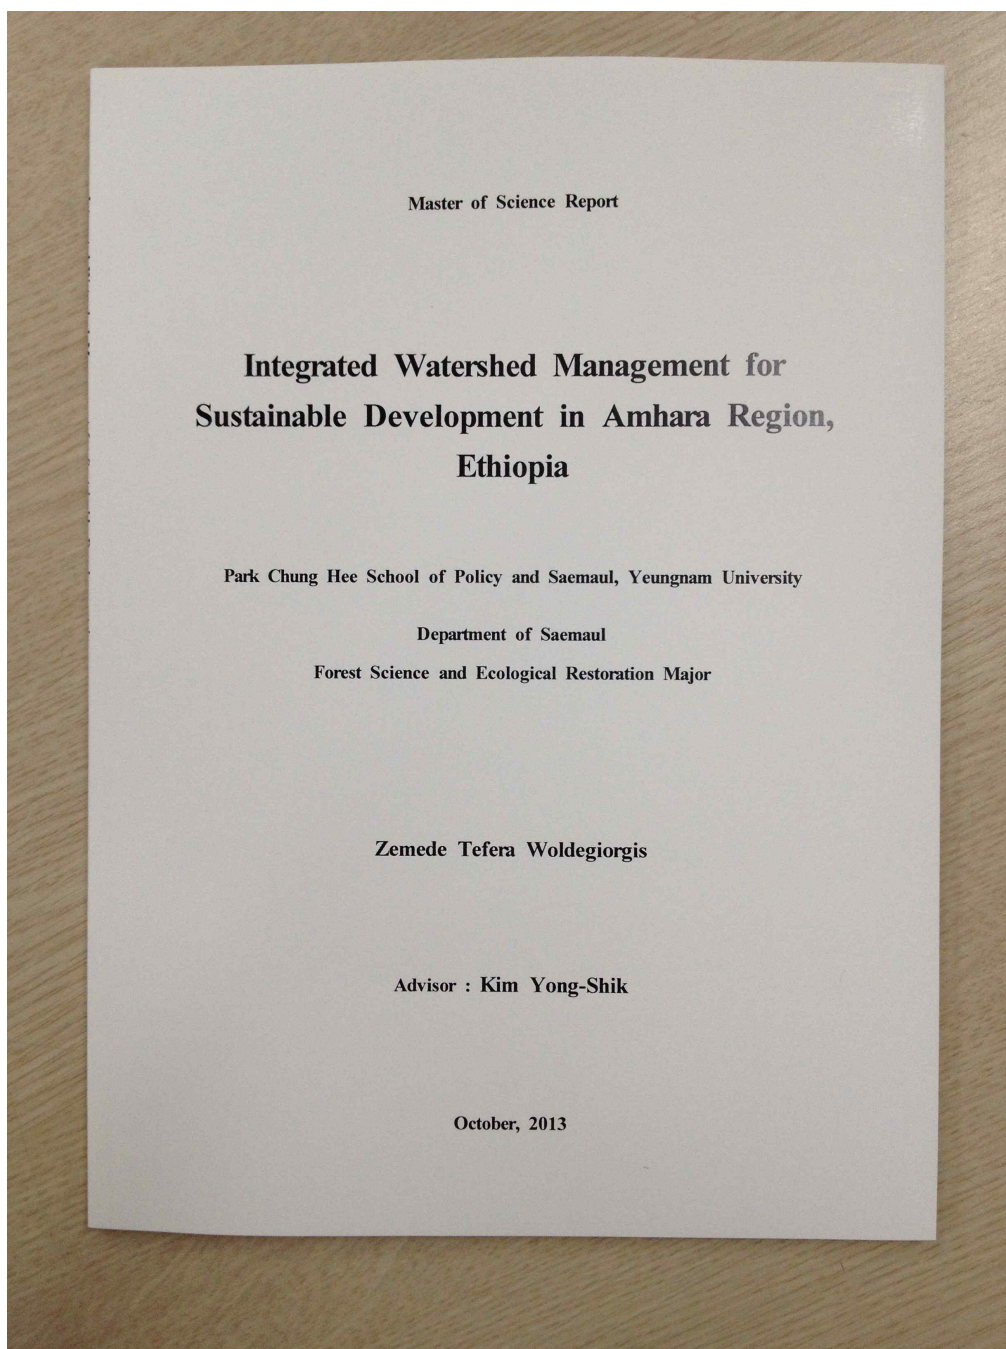 Master of Science Report
Integrated Watershed Management for
Sustainable Development in Amhara Region,
Ethiopia
Park Chung Hee School of Policy and Saemaul, Yeungnam University
Department of Saemaul
Forest Science and Ecological Restoration Major
Zemede Tefera Woldegiorgis
Advisor : Kim Yong-Shik
October, 2013